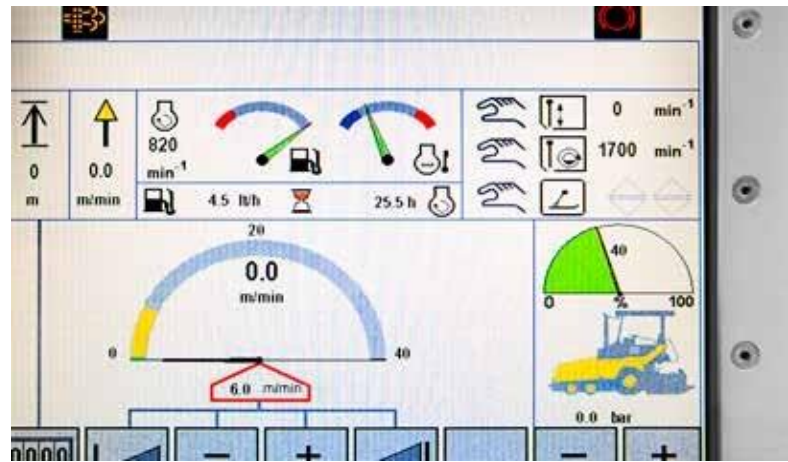 820
min-1
0
m
0.0
m/min
4.5 lt/h
25.5 h
0 min-1
1700 min-1
20
0.0
m/min
0
40
6.0 m/min
40
0 % 100
0.0 bar
0000
- + - +